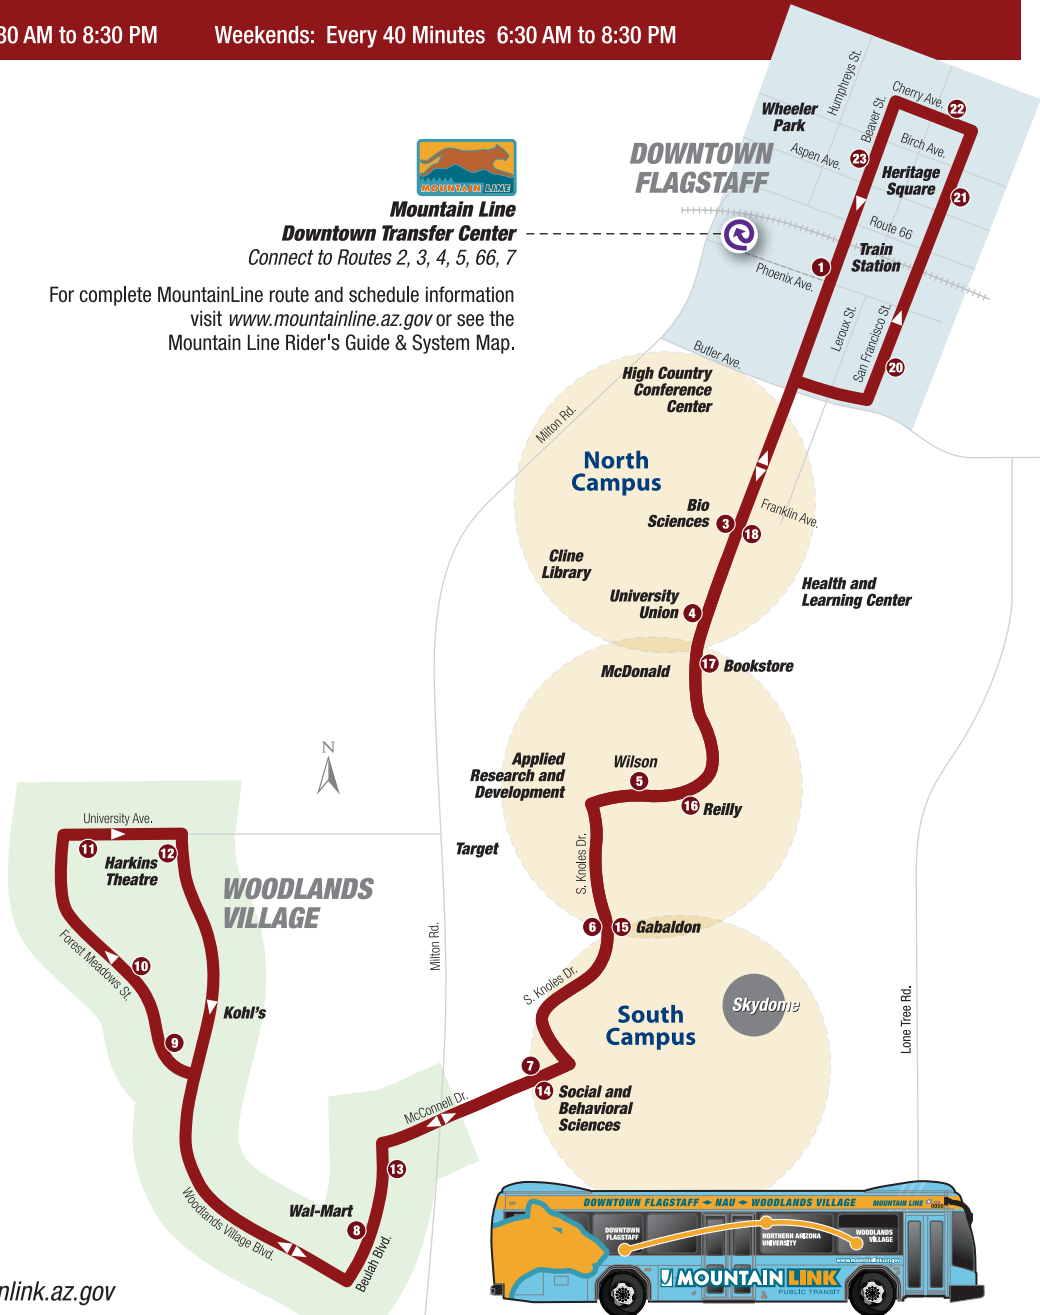 30 AM to 8:30 PM
Weekends: Every 40 Minutes 6:30 AM to 8:30 PM
MOUNTAIN LINE
Mountain Line
Downtown Transfer Center
Connect to Routes 2, 3, 4, 5, 66, 7
For complete MountainLine route and schedule information
visit www.mountainline.az.gov or see the
Mountain Line Rider's Guide & System Map.
DOWNTOWN
FLAGSTAFF
Wheeler
Park
Humphreys St.
Beaver St.
Cherry Ave.
22
Birch Ave.
Aspen Ave.
23
Heritage
Square
21
Route 66
Train
Station
1
Phoenix Ave.
Leroux St.
San Francisco St.
20
Butler Ave.
High Country
Conference
Center
Milton Rd.
North
Campus
Bio
Sciences
3
18
Franklin Ave.
Cline
Library
Health and
Learning Center
University
Union
4
McDonald
17
Bookstore
Applied
Research and
Development
Wilson
5
16
Reilly
Target
S. Knoles Dr.
6
15
Gabaldon
N
University Ave.
11
12
Harkins
Theatre
WOODLANDS
VILLAGE
Milton Rd.
Forest Meadows St.
10
9
Kohl's
S. Knoles Dr.
South
Campus
Skydome
Lone Tree Rd.
7
14
Social and
Behavioral
Sciences
McConnell Dr.
13
Wal-Mart
8
Woodlands Village Blvd.
Beulah Blvd.
nlink.az.gov
DOWNTOWN FLAGSTAFF NAU WOODLANDS VILLAGE
MOUNTAIN LINE
DOWNTOWN
FLAGSTAFF
NORTHERN ARIZONA
UNIVERSITY
WOODLANDS
VILLAGE
MOUNTAIN LINK
PUBLIC TRANSIT